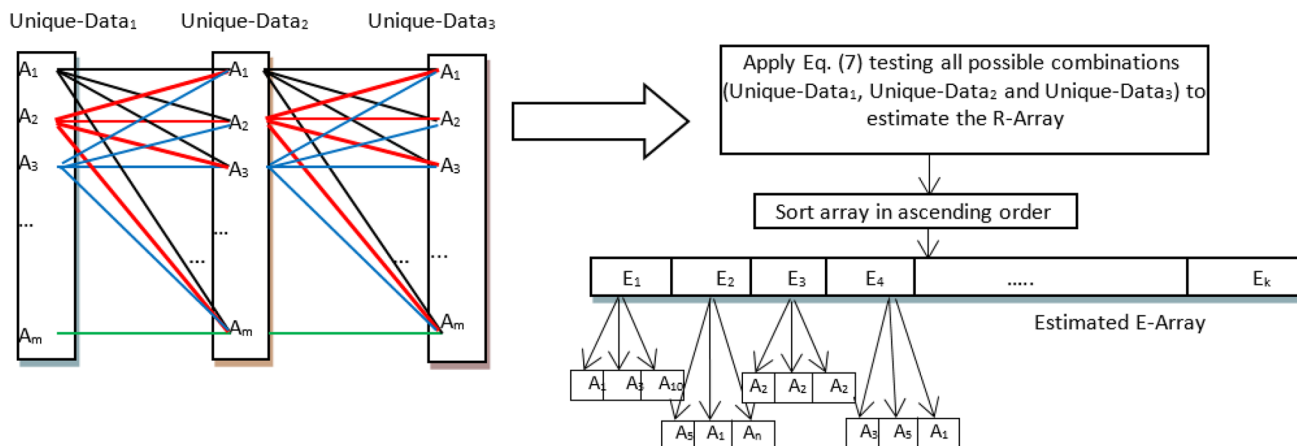 Unique-Data₁ Unique-Data₂ Unique-Data₃
A₁ A₁ A₁
A₂ A₂ A₂
A₃ A₃ A₃
... ... ...
... ...
Aₘ Aₘ Aₘ
Apply Eq. (7) testing all possible combinations
(Unique-Data₁, Unique-Data₂ and Unique-Data₃) to
estimate the R-Array
Sort array in ascending order
E₁ E₂ E₃ E₄ ..... Eₖ
Estimated E-Array
A₁ A₃ A₁₀
A₂ A₂ A₂
A₅ A₁ Aₙ
A₃ A₅ A₁